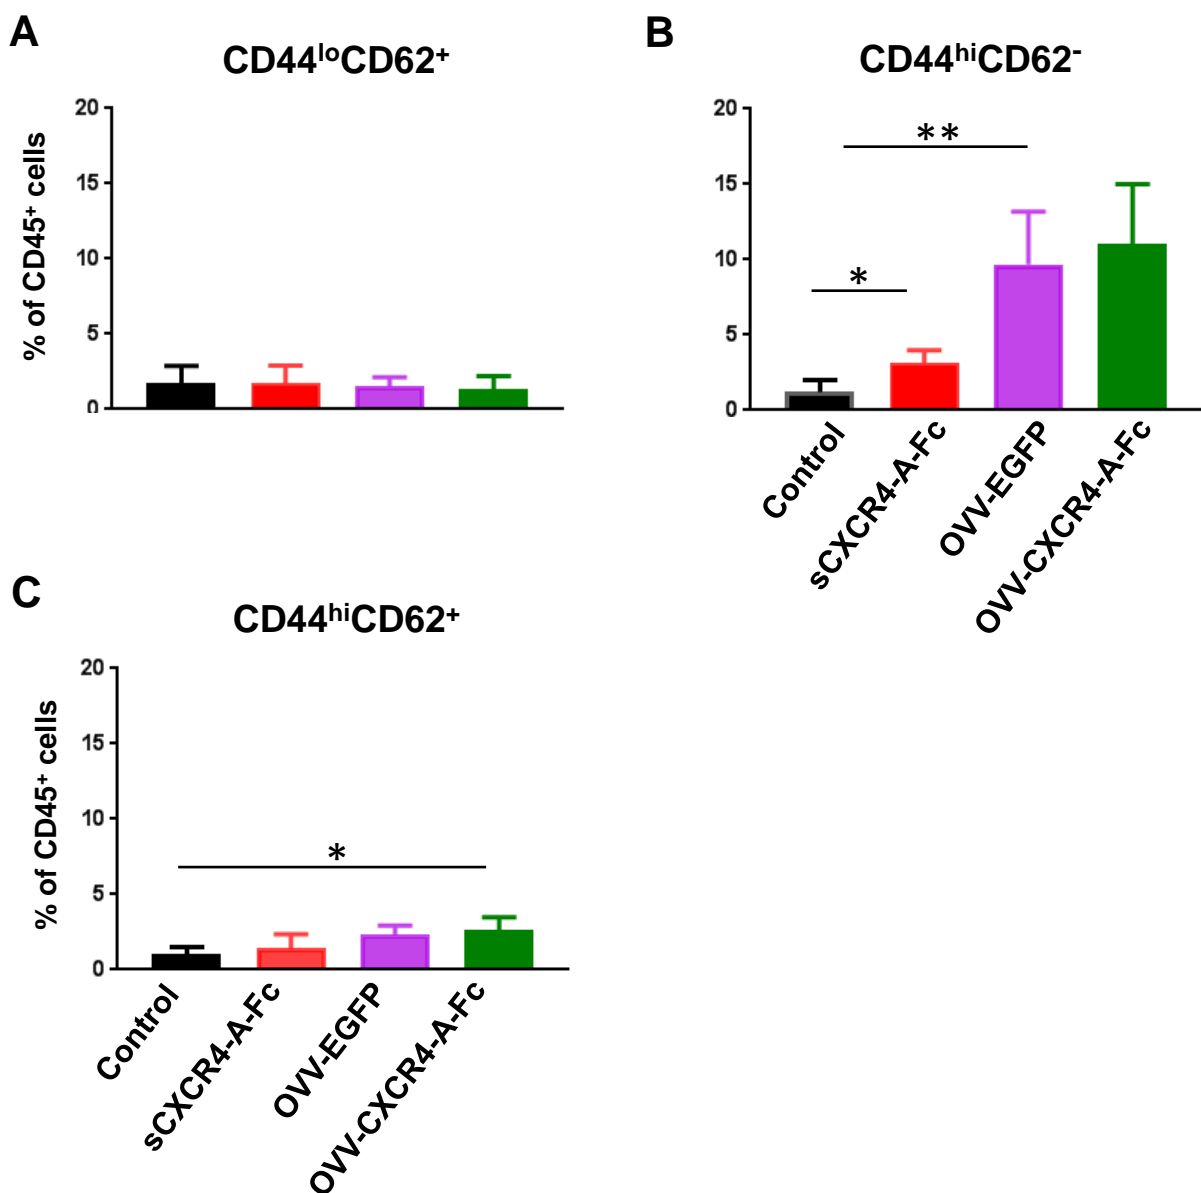 A
CD44loCD62+
% of CD45+ cells
20
15
10
5
0
B
CD44hiCD62-
20
15
10
5
0
**
*
Control
sCXCR4-A-Fc
OVV-EGFP
OVV-CXCR4-A-Fc
C
CD44hiCD62+
% of CD45+ cells
20
15
10
5
0
*
Control
sCXCR4-A-Fc
OVV-EGFP
OVV-CXCR4-A-Fc